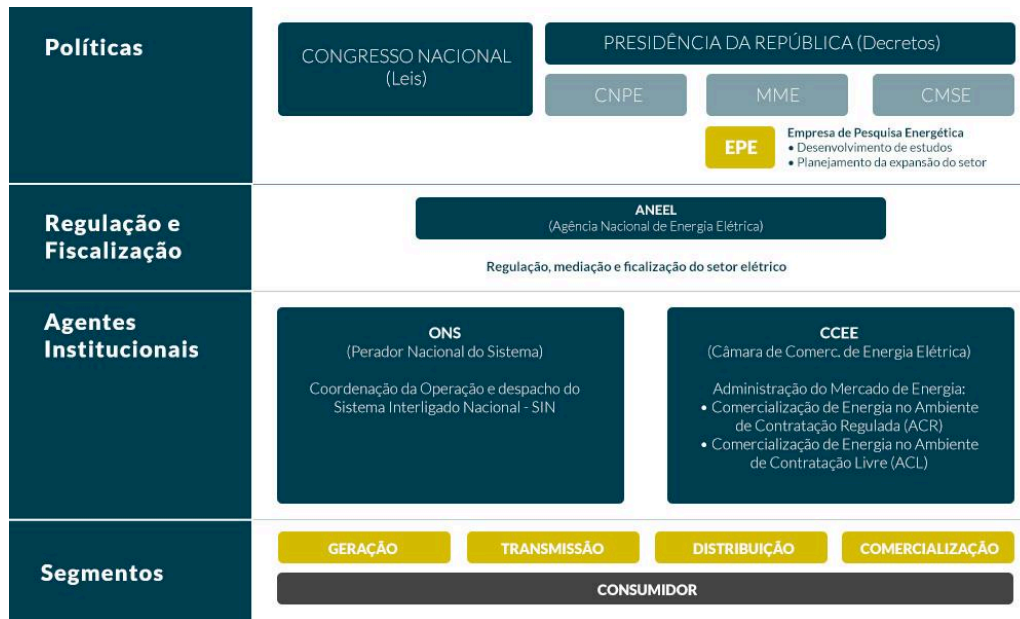 Políticas
CONGRESSO NACIONAL
(Leis)
PRESIDÊNCIA DA REPÚBLICA (Decretos)
CNPE
MME
CMSE
EPE
Empresa de Pesquisa Energética
• Desenvolvimento de estudos
• Planejamento da expansão do setor
Regulação e
Fiscalização
ANEEL
(Agência Nacional de Energia Elétrica)
Regulação, mediação e ficalização do setor elétrico
Agentes
Institucionais
ONS
(Perador Nacional do Sistema)
Coordenação da Operação e despacho do
Sistema Interligado Nacional - SIN
CCEE
(Câmara de Comerc. de Energia Elétrica)
Administração do Mercado de Energia:
• Comercialização de Energia no Ambiente
de Contratação Regulada (ACR)
• Comercialização de Energia no Ambiente
de Contratação Livre (ACL)
Segmentos
GERAÇÃO
TRANSMISSÃO
DISTRIBUIÇÃO
COMERCIALIZAÇÃO
CONSUMIDOR